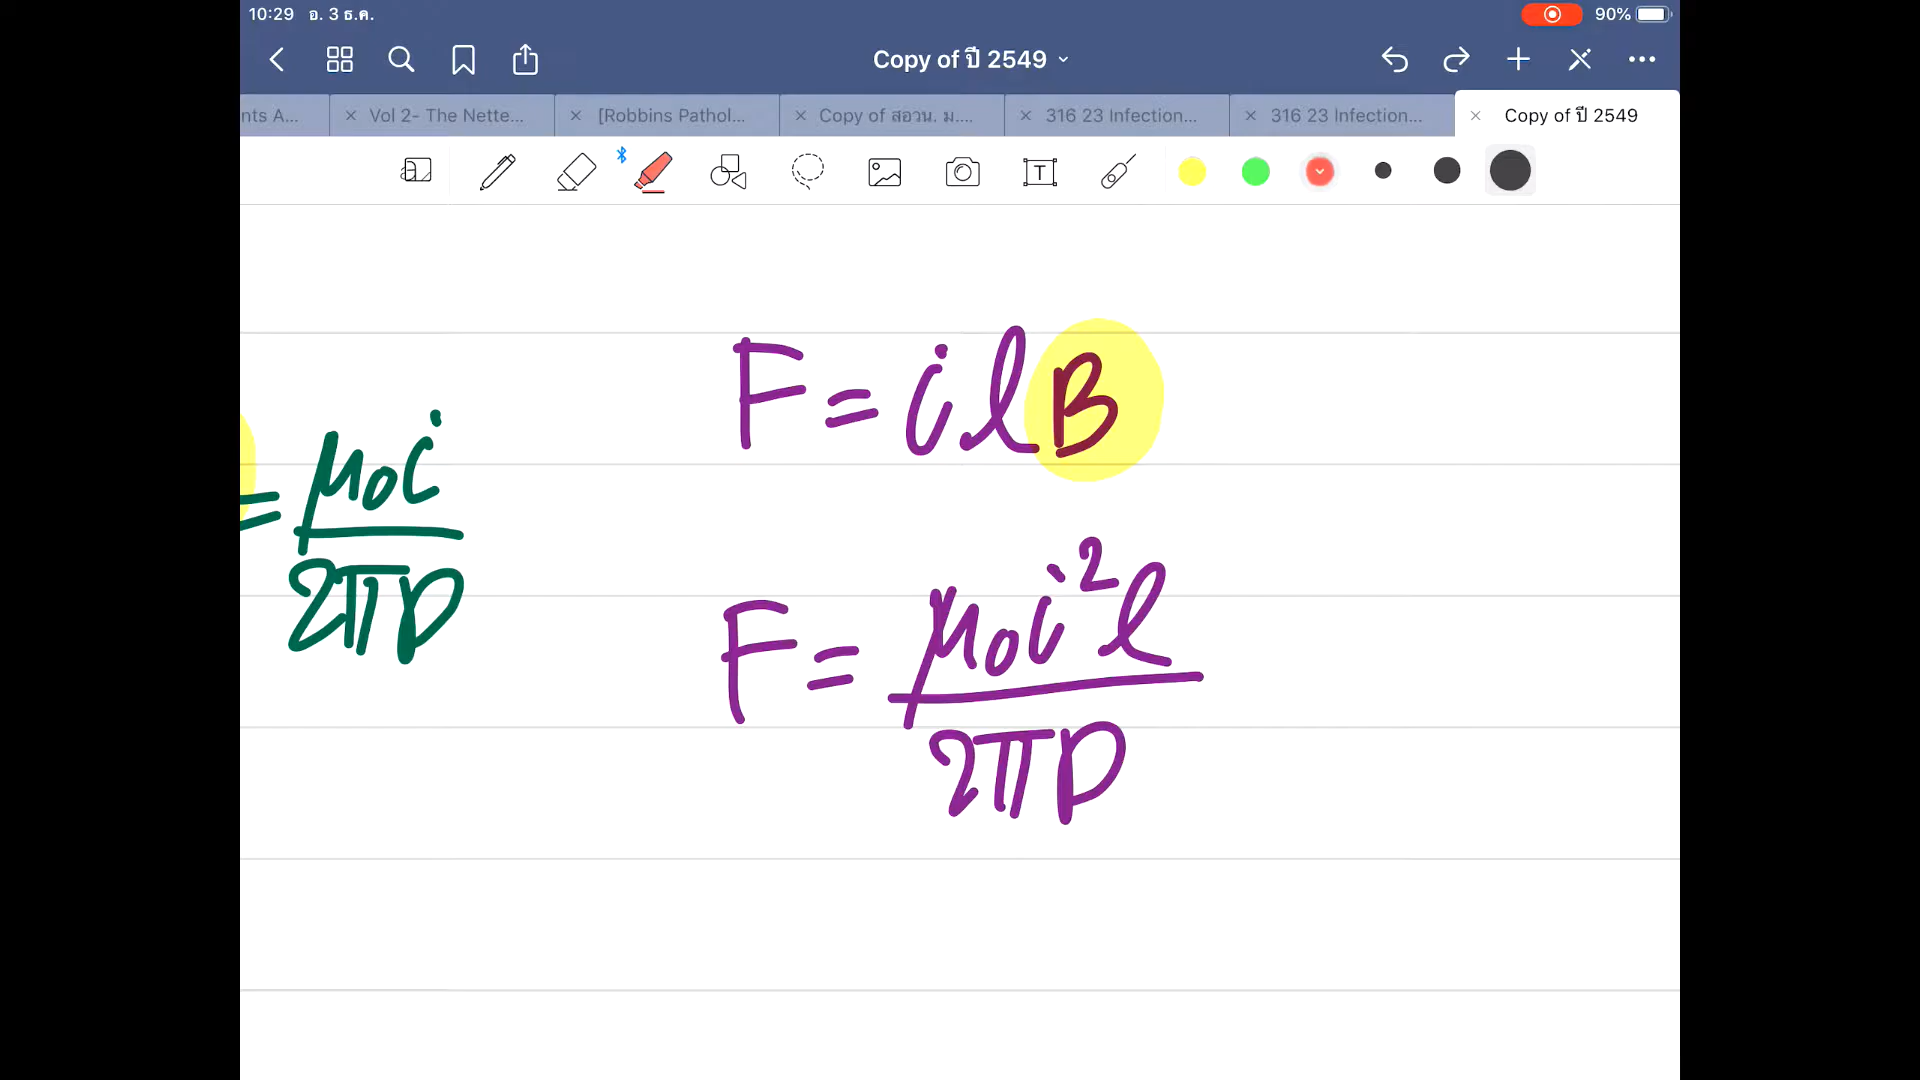 10:29 อ. 3 ธ.ค. 90%
Copy of ปี 2549
nts A... × Vol 2- The Nette... × [Robbins Pathol... × Copy of สอวน. ม.... × 316 23 Infection... × 316 23 Infection... × Copy of ปี 2549
F = ilB
= μ₀i / 2πD
F = μ₀i²l / 2πD